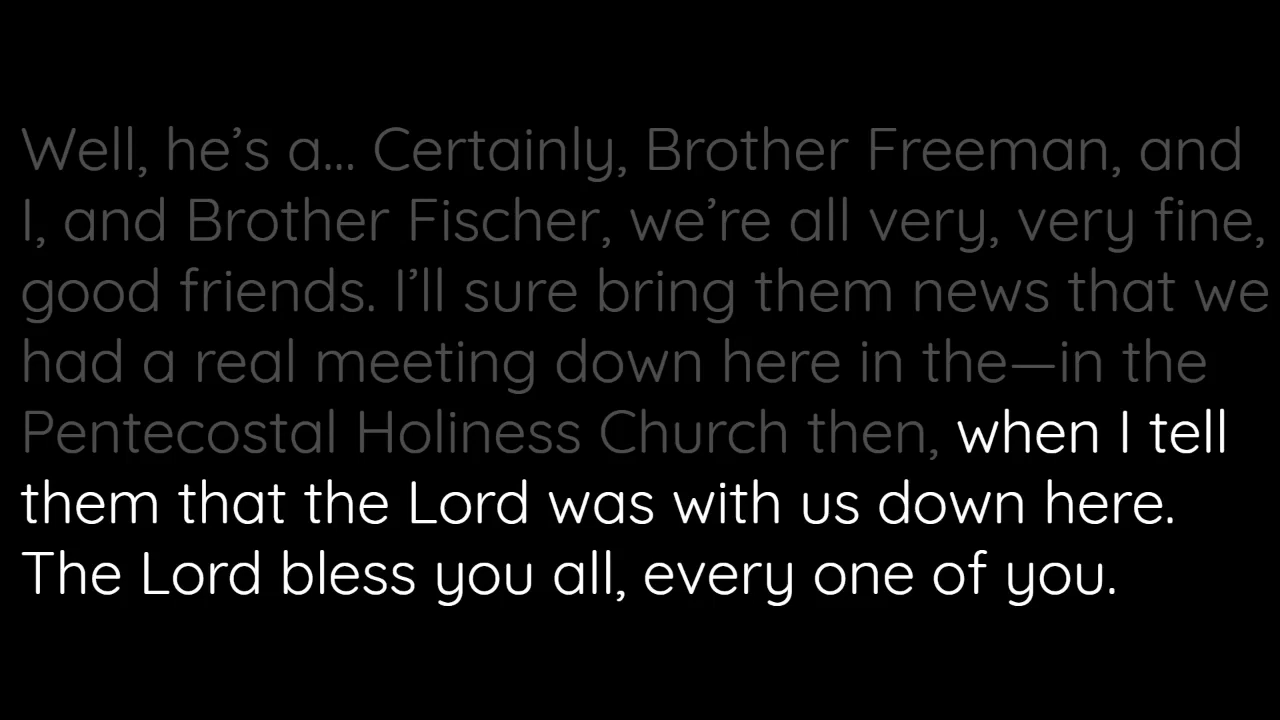 Well, he’s a... Certainly, Brother Freeman, and
I, and Brother Fischer, we’re all very, very fine,
good friends. I’ll sure bring them news that we
had a real meeting down here in the—in the
Pentecostal Holiness Church then, when I tell
them that the Lord was with us down here.
The Lord bless you all, every one of you.